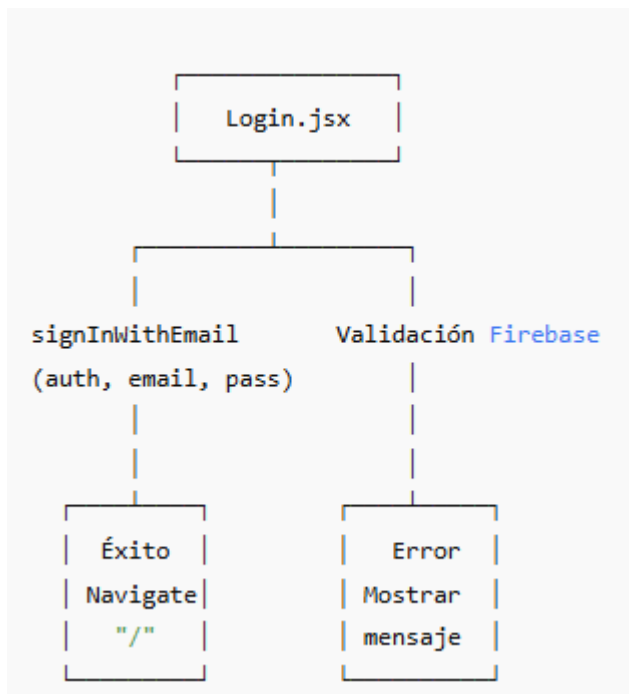 Login.jsx
signInWithEmail
(auth, email, pass)
Validación Firebase
Éxito
Navigate
"/"
Error
Mostrar
mensaje